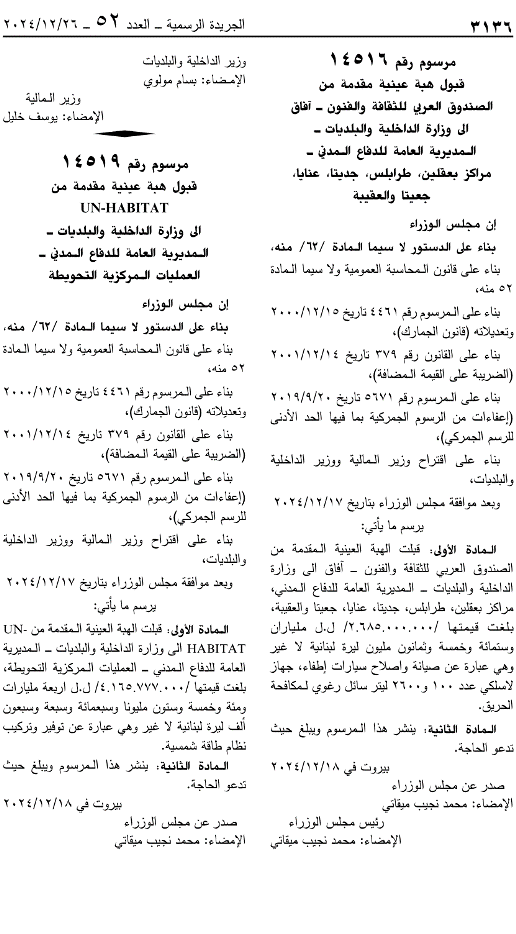 ٣١٣٦
الجريدة الرسمية ــ العدد ٥٢ ــ ٢٠٢٤/١٢/٢٦
مرسوم رقم ١٤٥١٦
قبول هبة عينية مقدمة من
الصندوق العربي للثقافة والفنون ــ آفاق
الى وزارة الداخلية والبلديات ــ
المديرية العامة للدفاع المدني ــ
مراكز بعقلين، طرابلس، جديتا، عنايا،
جعيتا والعقيبة
إن مجلس الوزراء
بناء على الدستور لا سيما المادة /٦٢/ منه،
بناء على قانون المحاسبة العمومية ولا سيما المادة
٥٢ منه،
بناء على المرسوم رقم ٤٤٦١ تاريخ ٢٠٠٠/١٢/١٥
وتعديلاته (قانون الجمارك)،
بناء على القانون رقم ٣٧٩ تاريخ ٢٠٠١/١٢/١٤
(الضريبة على القيمة المضافة)،
بناء على المرسوم رقم ٥٦٧١ تاريخ ٢٠١٩/٩/٢٠
(إعفاءات من الرسوم الجمركية بما فيها الحد الأدنى
للرسم الجمركي)،
بناء على اقتراح وزير المالية ووزير الداخلية
والبلديات،
وبعد موافقة مجلس الوزراء بتاريخ ٢٠٢٤/١٢/١٧
يرسم ما يأتي:
المادة الأولى: قبلت الهبة العينية المقدمة من
الصندوق العربي للثقافة والفنون ــ آفاق الى وزارة
الداخلية والبلديات ــ المديرية العامة للدفاع المدني،
مراكز بعقلين، طرابلس، جديتا، عنايا، جعيتا والعقيبة،
بلغت قيمتها /٢.٦٨٥.٠٠٠.٠٠٠/ ل.ل ملياران
وستمائة وخمسة وثمانون مليون ليرة لبنانية لا غير
وهي عبارة عن صيانة واصلاح سيارات إطفاء، جهاز
لاسلكي عدد ١٠٠ و٢٦٠٠ ليتر سائل رغوي لمكافحة
الحريق.
المادة الثانية: ينشر هذا المرسوم ويبلغ حيث
تدعو الحاجة.
بيروت في ٢٠٢٤/١٢/١٨
صدر عن مجلس الوزراء
الإمضاء: محمد نجيب ميقاتي
رئيس مجلس الوزراء
الإمضاء: محمد نجيب ميقاتي
وزير الداخلية والبلديات
الإمضاء: بسام مولوي
وزير المالية
الإمضاء: يوسف خليل
مرسوم رقم ١٤٥١٩
قبول هبة عينية مقدمة من
UN-HABITAT
الى وزارة الداخلية والبلديات ــ
المديرية العامة للدفاع المدني ــ
العمليات المركزية التحويطة
إن مجلس الوزراء
بناء على الدستور لا سيما المادة /٦٢/ منه،
بناء على قانون المحاسبة العمومية ولا سيما المادة
٥٢ منه،
بناء على المرسوم رقم ٤٤٦١ تاريخ ٢٠٠٠/١٢/١٥
وتعديلاته (قانون الجمارك)،
بناء على القانون رقم ٣٧٩ تاريخ ٢٠٠١/١٢/١٤
(الضريبة على القيمة المضافة)،
بناء على المرسوم رقم ٥٦٧١ تاريخ ٢٠١٩/٩/٢٠
(إعفاءات من الرسوم الجمركية بما فيها الحد الأدنى
للرسم الجمركي)،
بناء على اقتراح وزير المالية ووزير الداخلية
والبلديات،
وبعد موافقة مجلس الوزراء بتاريخ ٢٠٢٤/١٢/١٧
يرسم ما يأتي:
المادة الأولى: قبلت الهبة العينية المقدمة من UN-
HABITAT الى وزارة الداخلية والبلديات ــ المديرية
العامة للدفاع المدني ــ العمليات المركزية التحويطة،
بلغت قيمتها /٤.١٦٥.٧٧٧.٠٠٠/ ل.ل اربعة مليارات
ومئة وخمسة وستون مليونا وسبعمائة وسبعة وسبعون
ألف ليرة لبنانية لا غير وهي عبارة عن توفير وتركيب
نظام طاقة شمسية.
المادة الثانية: ينشر هذا المرسوم ويبلغ حيث
تدعو الحاجة.
بيروت في ٢٠٢٤/١٢/١٨
صدر عن مجلس الوزراء
الإمضاء: محمد نجيب ميقاتي